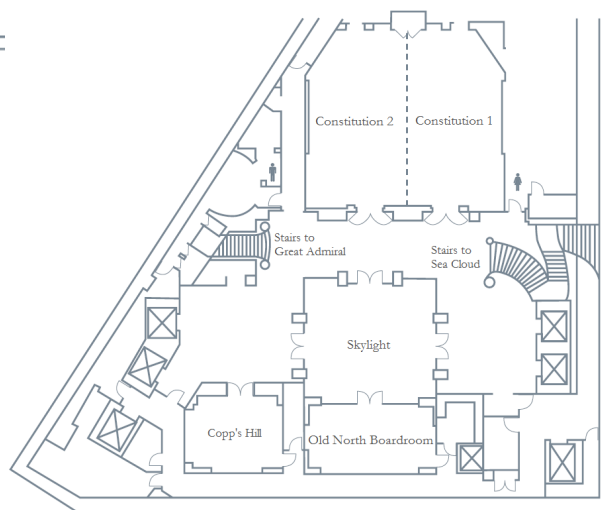 Constitution 2
Constitution 1
Stairs to
Great Admiral
Stairs to
Sea Cloud
Skylight
Copp's Hill
Old North Boardroom